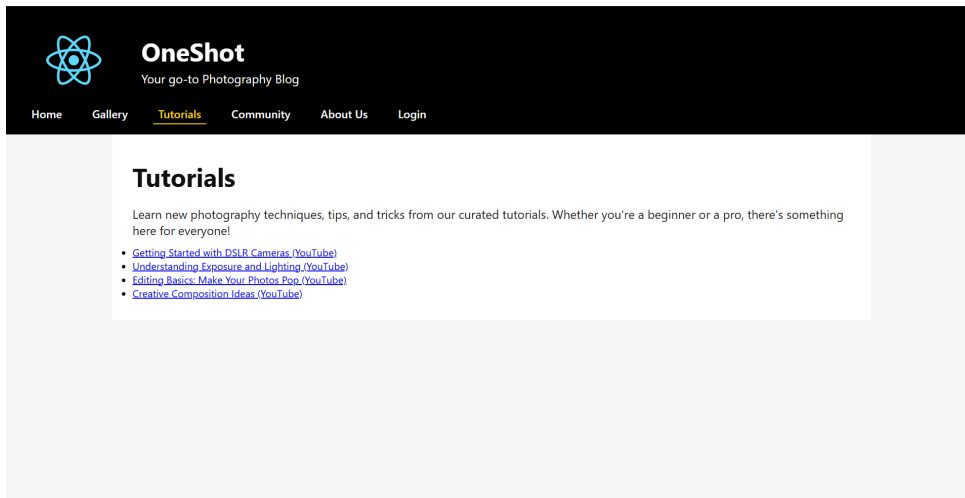 OneShot
Your go-to Photography Blog
Home Gallery Tutorials Community About Us Login
Tutorials
Learn new photography techniques, tips, and tricks from our curated tutorials. Whether you're a beginner or a pro, there's something
here for everyone!
Getting Started with DSLR Cameras (YouTube)
Understanding Exposure and Lighting (YouTube)
Editing Basics: Make Your Photos Pop (YouTube)
Creative Composition Ideas (YouTube)